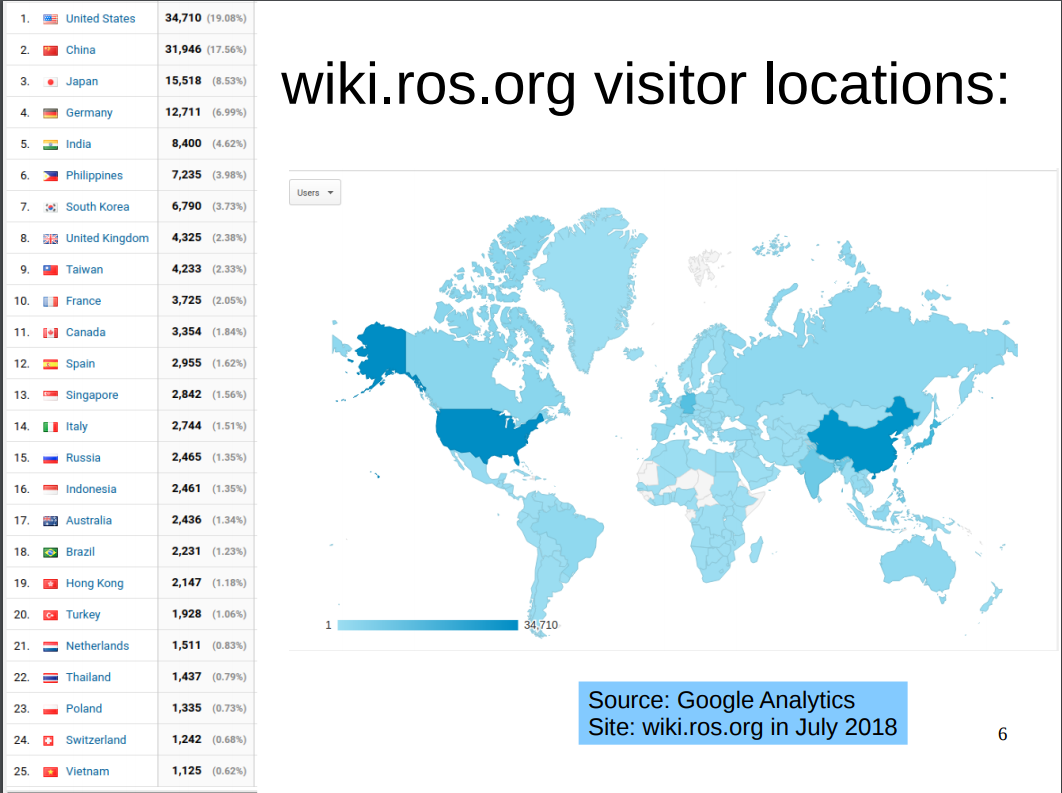 1. United States 34,710 (19.08%)
2. China 31,946 (17.56%)
3. Japan 15,518 (8.53%)
4. Germany 12,711 (6.99%)
5. India 8,400 (4.62%)
6. Philippines 7,235 (3.98%)
7. South Korea 6,790 (3.73%)
8. United Kingdom 4,325 (2.38%)
9. Taiwan 4,233 (2.33%)
10. France 3,725 (2.05%)
11. Canada 3,354 (1.84%)
12. Spain 2,955 (1.62%)
13. Singapore 2,842 (1.56%)
14. Italy 2,744 (1.51%)
15. Russia 2,465 (1.35%)
16. Indonesia 2,461 (1.35%)
17. Australia 2,436 (1.34%)
18. Brazil 2,231 (1.23%)
19. Hong Kong 2,147 (1.18%)
20. Turkey 1,928 (1.06%)
21. Netherlands 1,511 (0.83%)
22. Thailand 1,437 (0.79%)
23. Poland 1,335 (0.73%)
24. Switzerland 1,242 (0.68%)
25. Vietnam 1,125 (0.62%)
wiki.ros.org visitor locations:
Users
1 34,710
Source: Google Analytics
Site: wiki.ros.org in July 2018
6